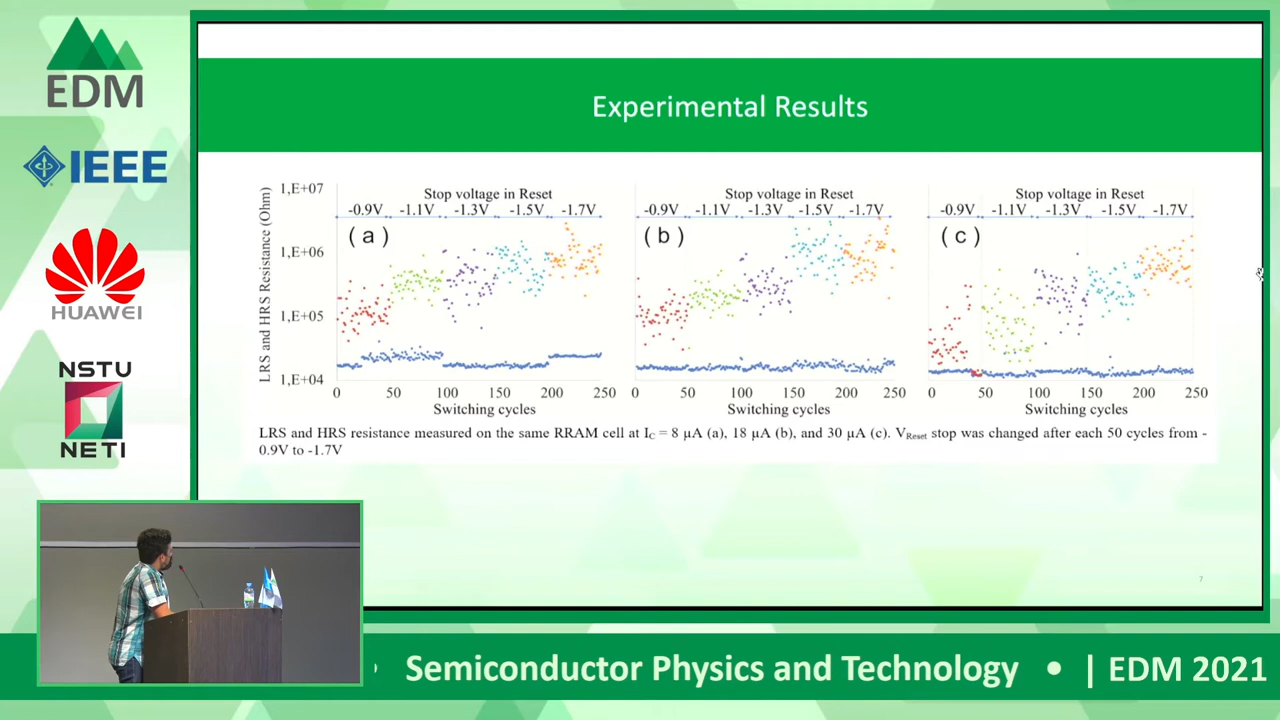 EDM
IEEE
HUAWEI
NSTU
NETI
Experimental Results
LRS and HRS Resistance (Ohm)
1,E+07
1,E+06
1,E+05
1,E+04
Stop voltage in Reset
-0.9V -1.1V -1.3V -1.5V -1.7V
( a )
0 50 100 150 200 250
Switching cycles
Stop voltage in Reset
-0.9V -1.1V -1.3V -1.5V -1.7V
( b )
0 50 100 150 200 250
Switching cycles
Stop voltage in Reset
-0.9V -1.1V -1.3V -1.5V -1.7V
( c )
0 50 100 150 200 250
Switching cycles
LRS and HRS resistance measured on the same RRAM cell at IC = 8 µA (a), 18 µA (b), and 30 µA (c). VReset stop was changed after each 50 cycles from -
0.9V to -1.7V
7
Semiconductor Physics and Technology • | EDM 2021